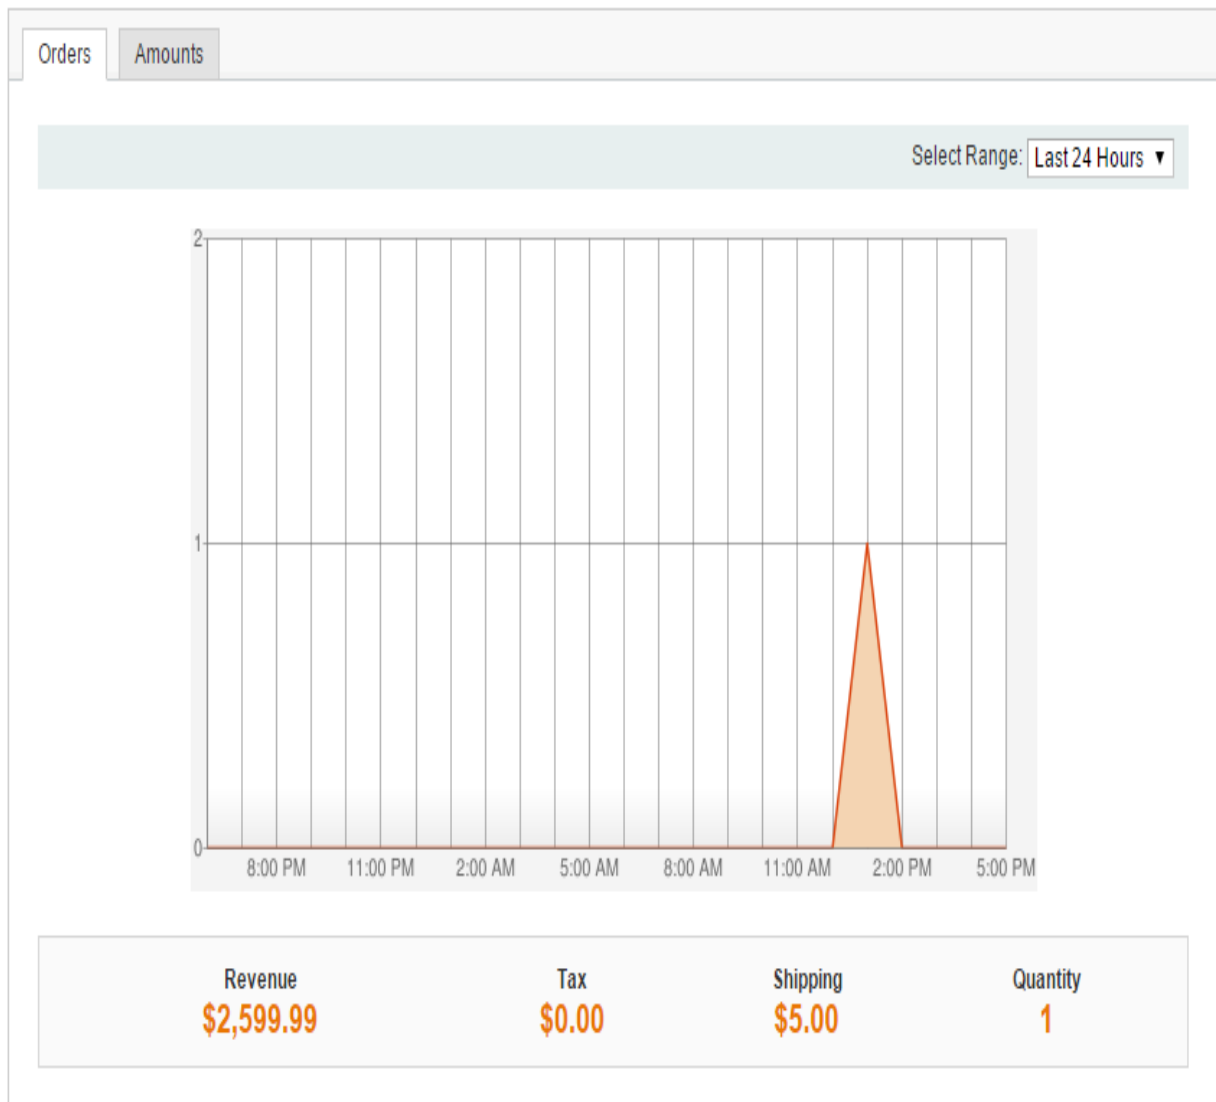 Orders Amounts
Select Range: Last 24 Hours ▼
2
1
0
8:00 PM 11:00 PM 2:00 AM 5:00 AM 8:00 AM 11:00 AM 2:00 PM 5:00 PM
Revenue Tax Shipping Quantity
$2,599.99 $0.00 $5.00 1